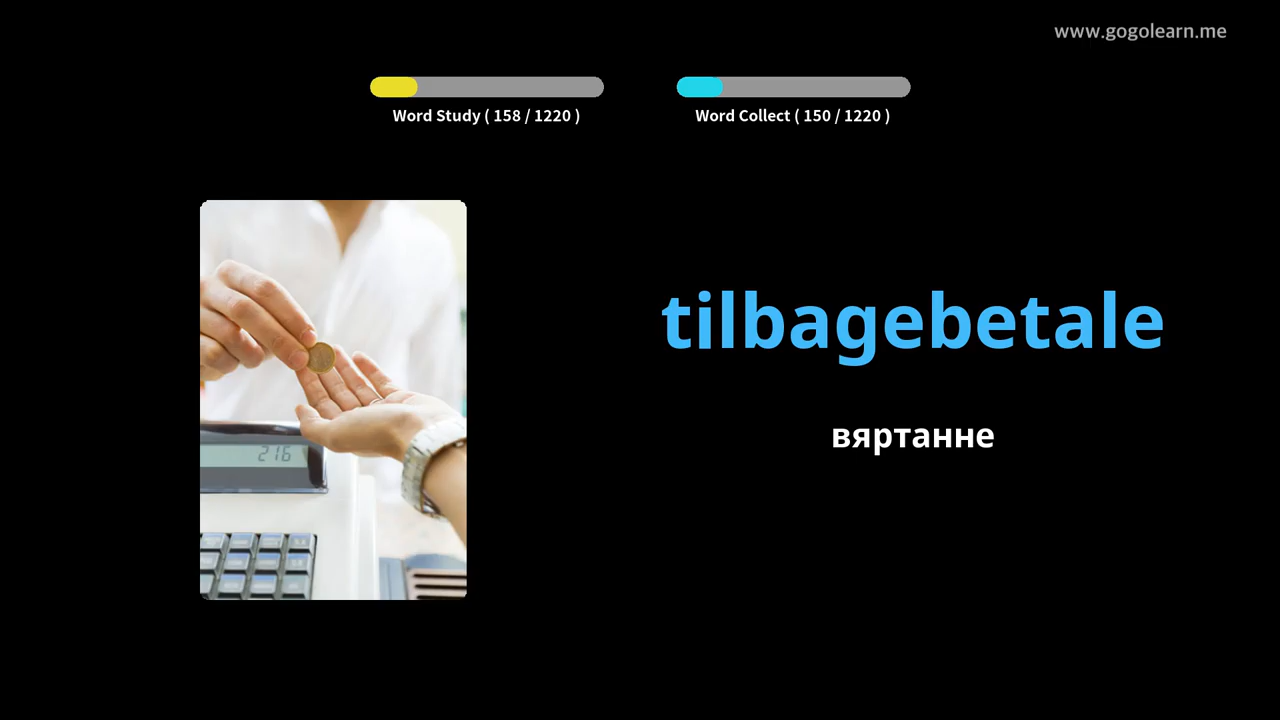 www.gogolearn.me
Word Study ( 158 / 1220 )
Word Collect ( 150 / 1220 )
tilbagebetale
вяртанне
216